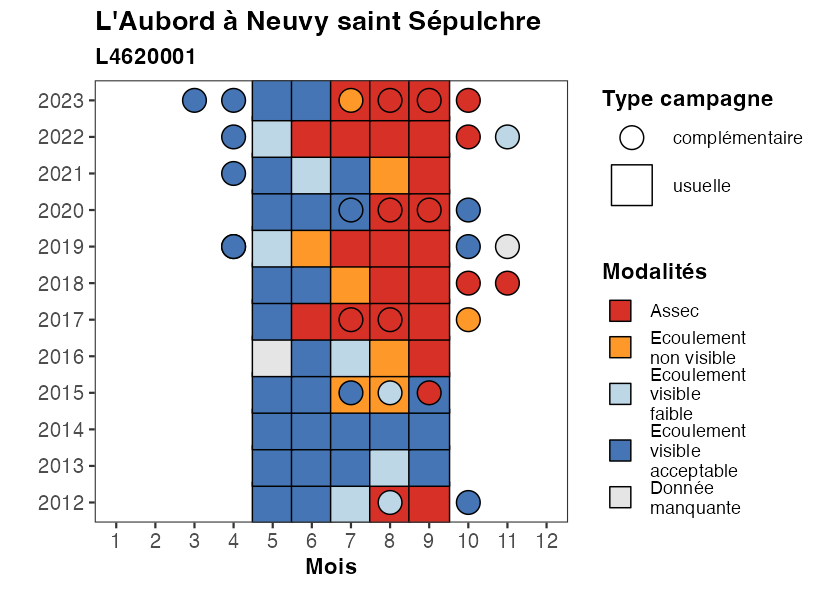 L'Aubord à Neuvy saint Sépulchre
L4620001
2023
2022
2021
2020
2019
2018
2017
2016
2015
2014
2013
2012
1 2 3 4 5 6 7 8 9 10 11 12
Mois
Type campagne
complémentaire
usuelle
Modalités
Assec
Ecoulement
non visible
Ecoulement
visible
faible
Ecoulement
visible
acceptable
Donnée
manquante